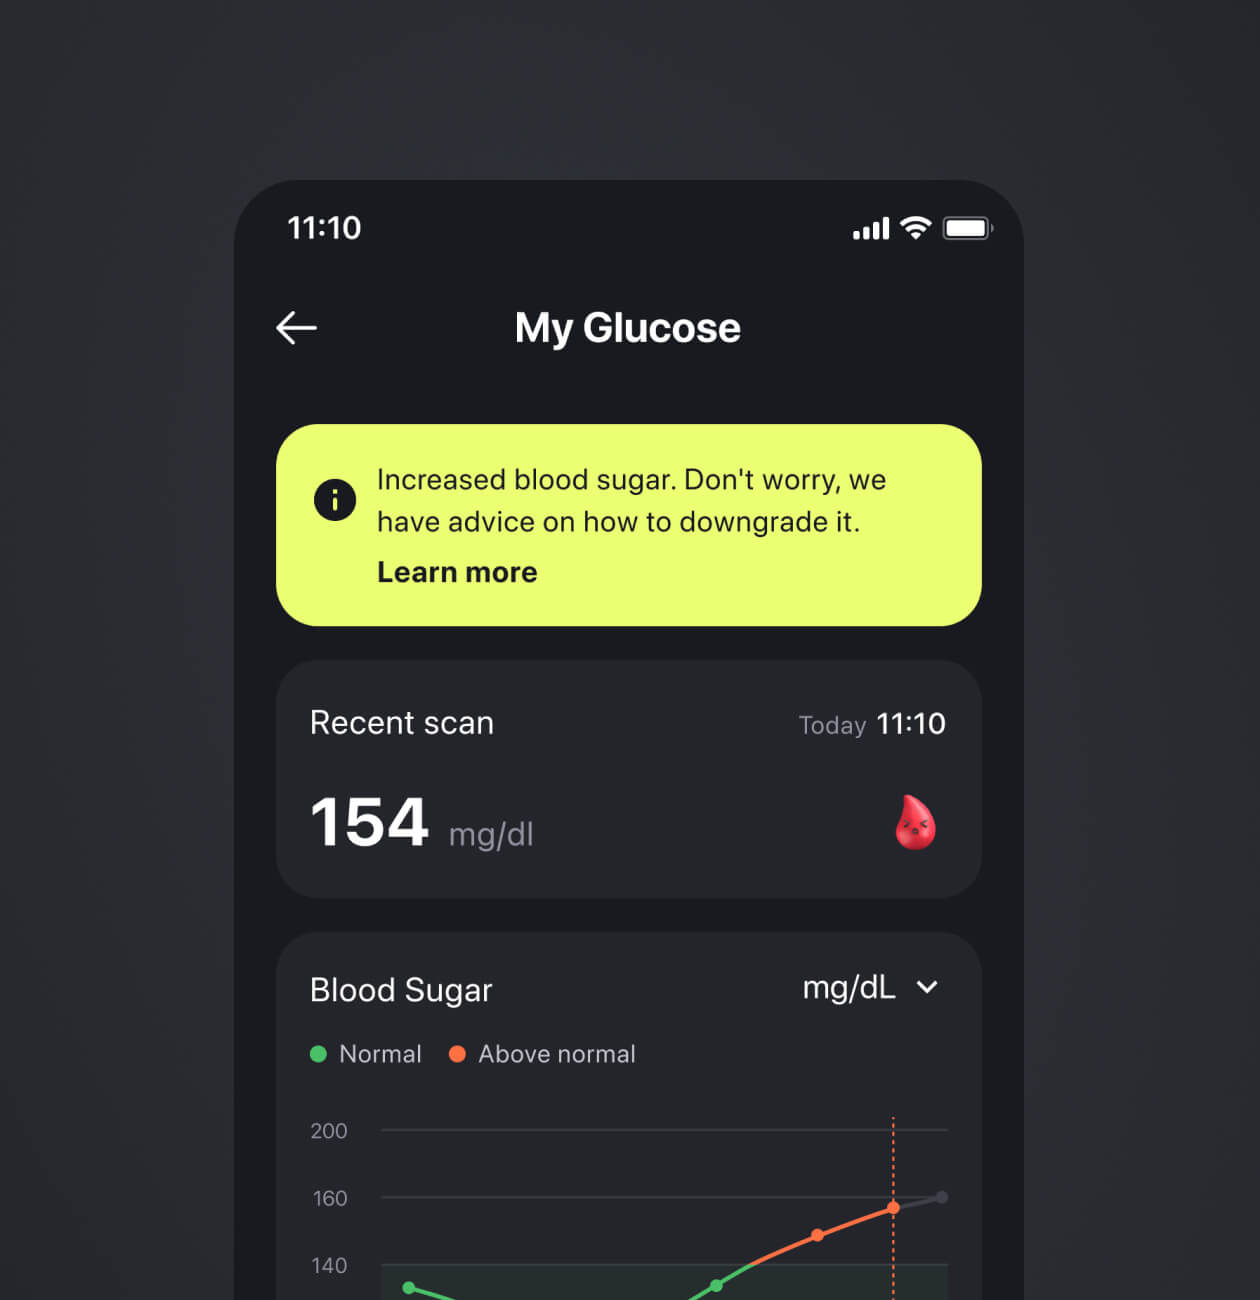 11:10
My Glucose
Increased blood sugar. Don't worry, we
have advice on how to downgrade it.
Learn more
Recent scan
Today 11:10
154 mg/dl
Blood Sugar
mg/dL
Normal
Above normal
200
160
140